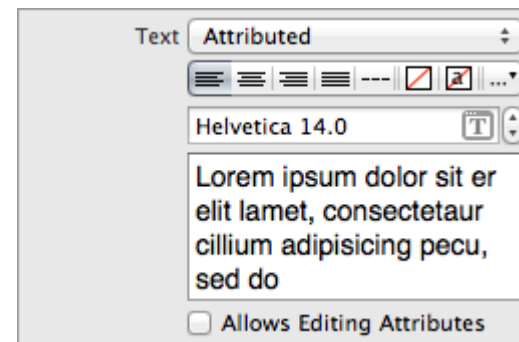 Text Attributed
---
...
Helvetica 14.0 T
Lorem ipsum dolor sit er
elit lamet, consectetaur
cillium adipisicing pecu,
sed do
Allows Editing Attributes